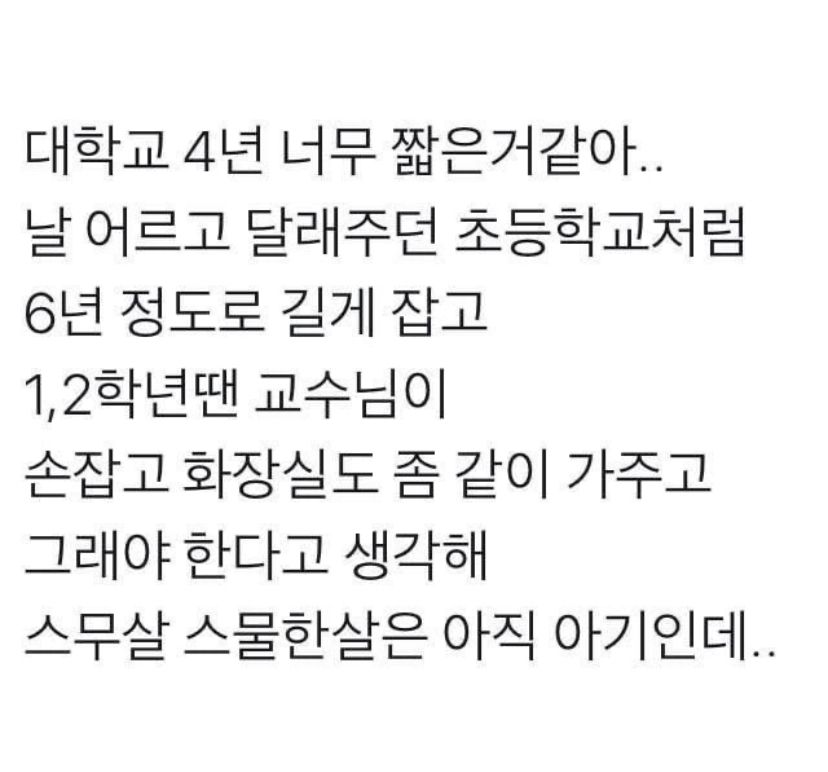 대학교 4년 너무 짧은거같아..
날 어르고 달래주던 초등학교처럼
6년 정도로 길게 잡고
1,2학년땐 교수님이
손잡고 화장실도 좀 같이 가주고
그래야 한다고 생각해
스무살 스물한살은 아직 아기인데..